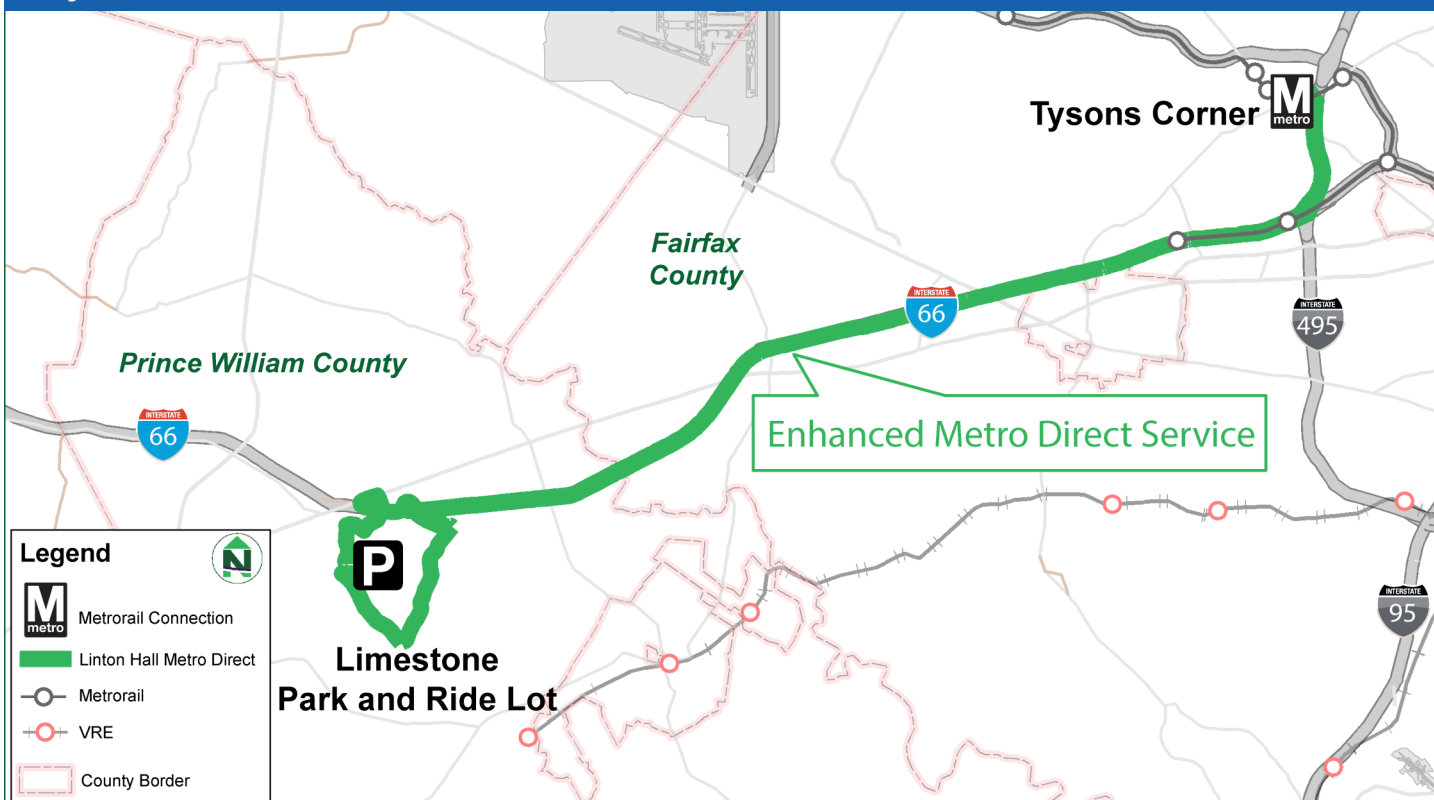 Tysons Corner
M
metro
Fairfax
County
INTERSTATE
66
INTERSTATE
495
Prince William County
INTERSTATE
66
Enhanced Metro Direct Service
P
Limestone
Park and Ride Lot
INTERSTATE
95
Legend
N
M
metro
Metrorail Connection
Linton Hall Metro Direct
Metrorail
VRE
County Border